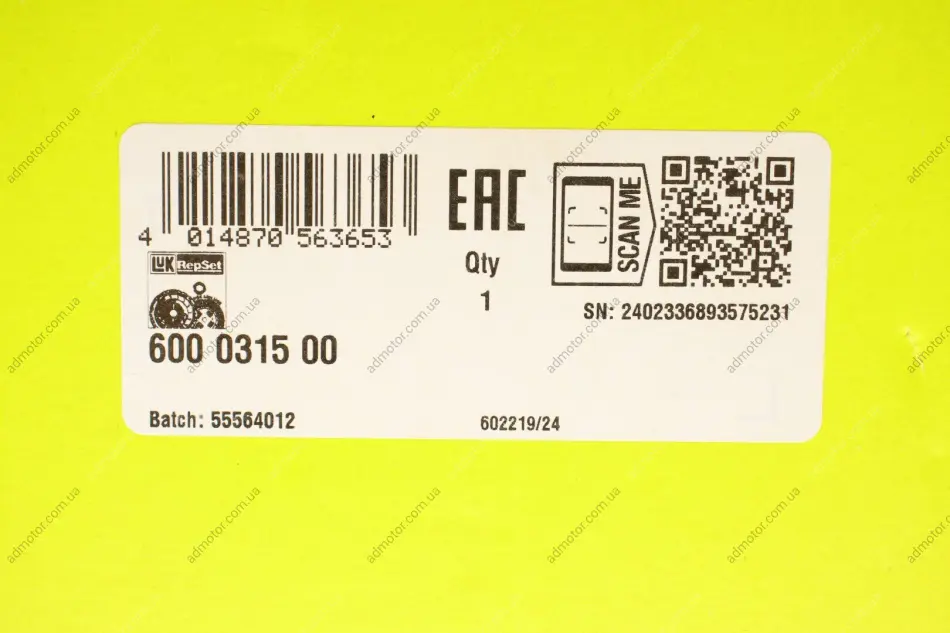 4 014870 563653
EAC
SCAN ME
LUK RepSet
Qty
1
SN: 2402336893575231
600 0315 00
Batch: 55564012
602219/24
admotor.com.ua